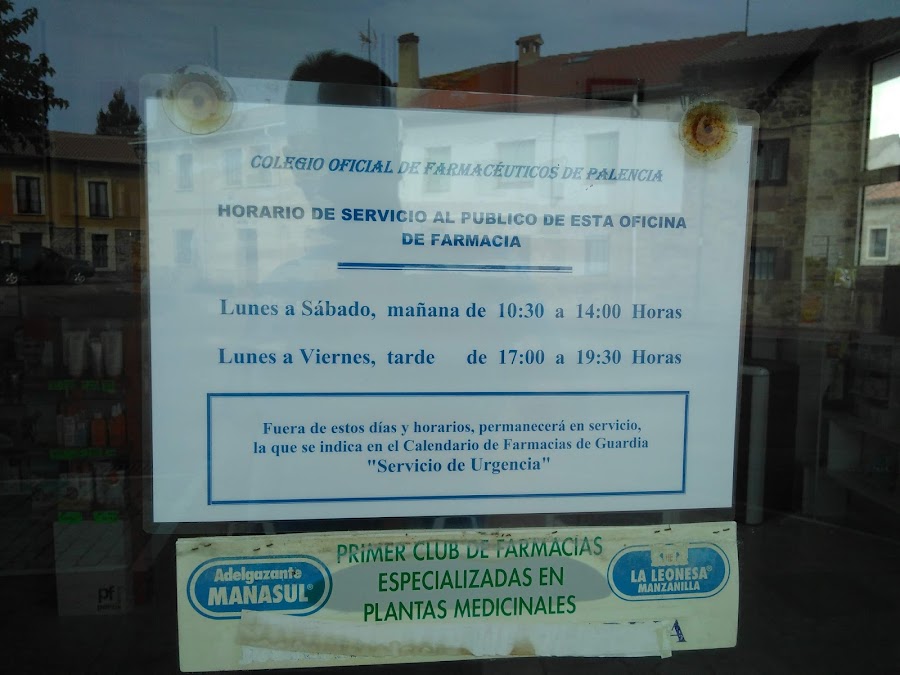 COLEGIO OFICIAL DE FARMACÉUTICOS DE PALENCIA
HORARIO DE SERVICIO AL PUBLICO DE ESTA OFICINA
DE FARMACIA
Lunes a Sábado, mañana de 10:30 a 14:00 Horas
Lunes a Viernes, tarde de 17:00 a 19:30 Horas
Fuera de estos días y horarios, permanecerá en servicio,
la que se indica en el Calendario de Farmacias de Guardia
"Servicio de Urgencia"
PRIMER CLUB DE FARMACIAS
ESPECIALIZADAS EN
PLANTAS MEDICINALES
Adelgazante
MANASUL®
LA LEONESA®
MANZANILLA
pf